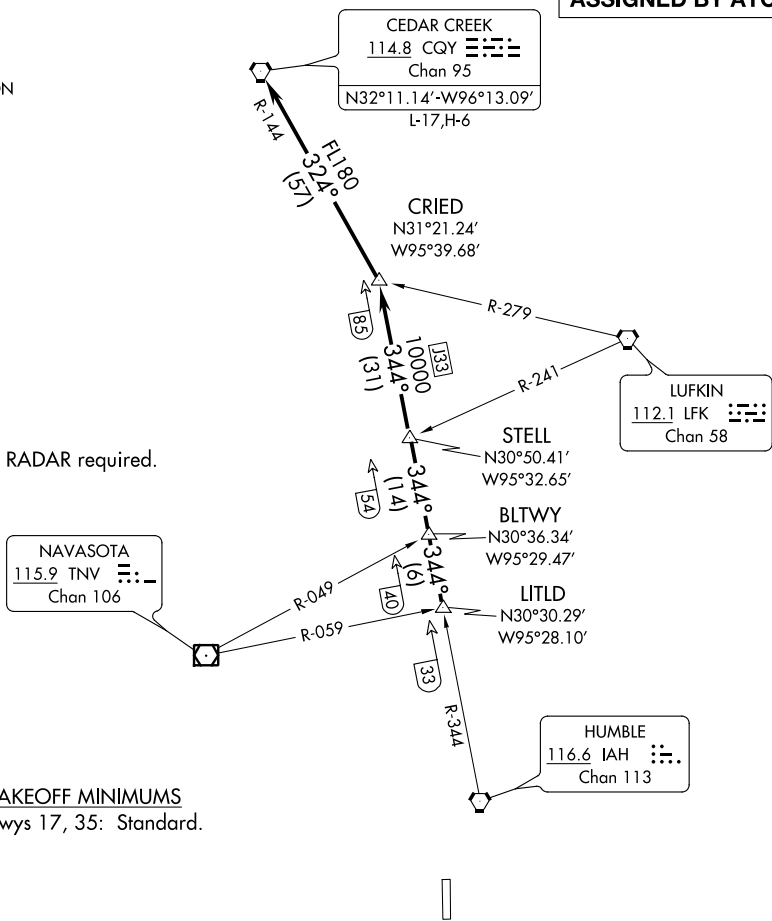 ASSIGNED BY ATC
CEDAR CREEK
114.8 CQY
Chan 95
N32°11.14'-W96°13.09'
L-17,H-6
ON
R-144
FL180
324°
(57)
CRIED
N31°21.24'
W95°39.68'
R-279
85
J33
10000
344°
(31)
R-241
LUFKIN
112.1 LFK
Chan 58
STELL
N30°50.41'
W95°32.65'
RADAR required.
344°
(14)
54
BLTWY
N30°36.34'
W95°29.47'
NAVASOTA
115.9 TNV
Chan 106
R-049
344°
(6)
40
LITLD
N30°30.29'
W95°28.10'
R-059
33
R-344
HUMBLE
116.6 IAH
Chan 113
AKEOFF MINIMUMS
wys 17, 35: Standard.